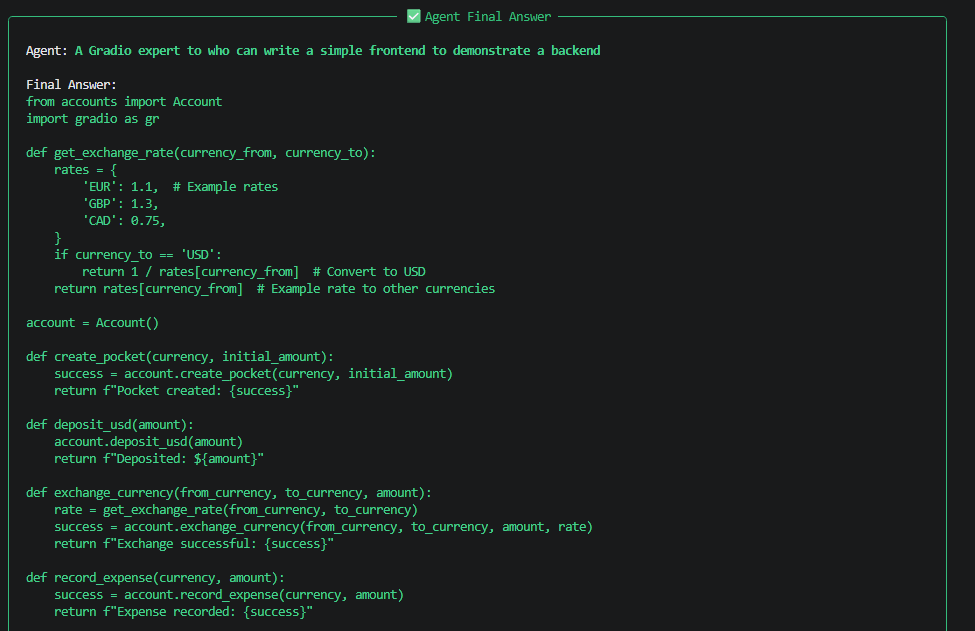 ✅ Agent Final Answer
Agent: A Gradio expert to who can write a simple frontend to demonstrate a backend
Final Answer:
from accounts import Account
import gradio as gr
def get_exchange_rate(currency_from, currency_to):
    rates = {
        'EUR': 1.1,  # Example rates
        'GBP': 1.3,
        'CAD': 0.75,
    }
    if currency_to == 'USD':
        return 1 / rates[currency_from]  # Convert to USD
    return rates[currency_from]  # Example rate to other currencies
account = Account()
def create_pocket(currency, initial_amount):
    success = account.create_pocket(currency, initial_amount)
    return f"Pocket created: {success}"
def deposit_usd(amount):
    account.deposit_usd(amount)
    return f"Deposited: ${amount}"
def exchange_currency(from_currency, to_currency, amount):
    rate = get_exchange_rate(from_currency, to_currency)
    success = account.exchange_currency(from_currency, to_currency, amount, rate)
    return f"Exchange successful: {success}"
def record_expense(currency, amount):
    success = account.record_expense(currency, amount)
    return f"Expense recorded: {success}"